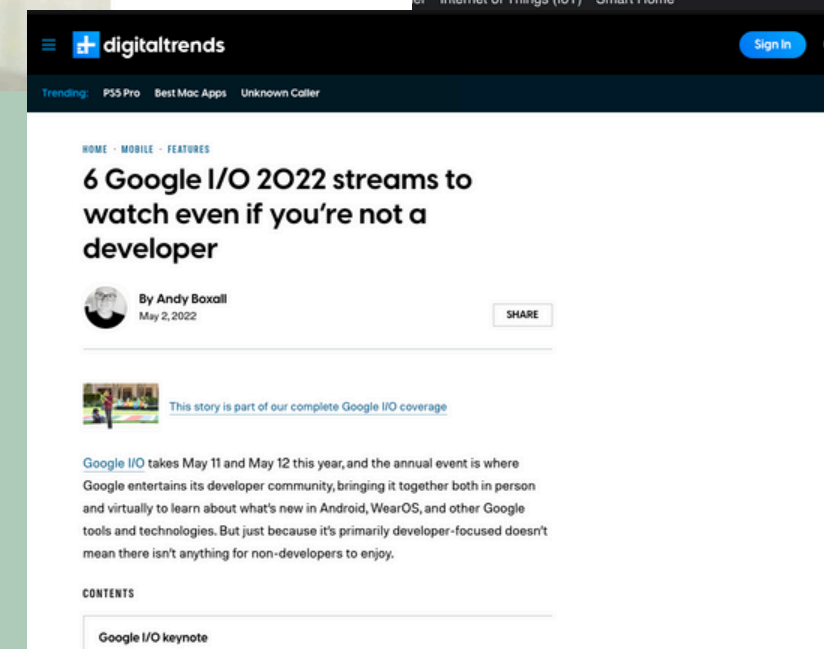 Internet of Things (IoT) Smart Home
digitaltrends
Sign In
Trending: PS5 Pro Best Mac Apps Unknown Caller
HOME · MOBILE · FEATURES
6 Google I/O 2022 streams to
watch even if you're not a
developer
By Andy Boxall
May 2, 2022
SHARE
This story is part of our complete Google I/O coverage
Google I/O takes May 11 and May 12 this year, and the annual event is where
Google entertains its developer community, bringing it together both in person
and virtually to learn about what's new in Android, WearOS, and other Google
tools and technologies. But just because it's primarily developer-focused doesn't
mean there isn't anything for non-developers to enjoy.
CONTENTS
Google I/O keynote